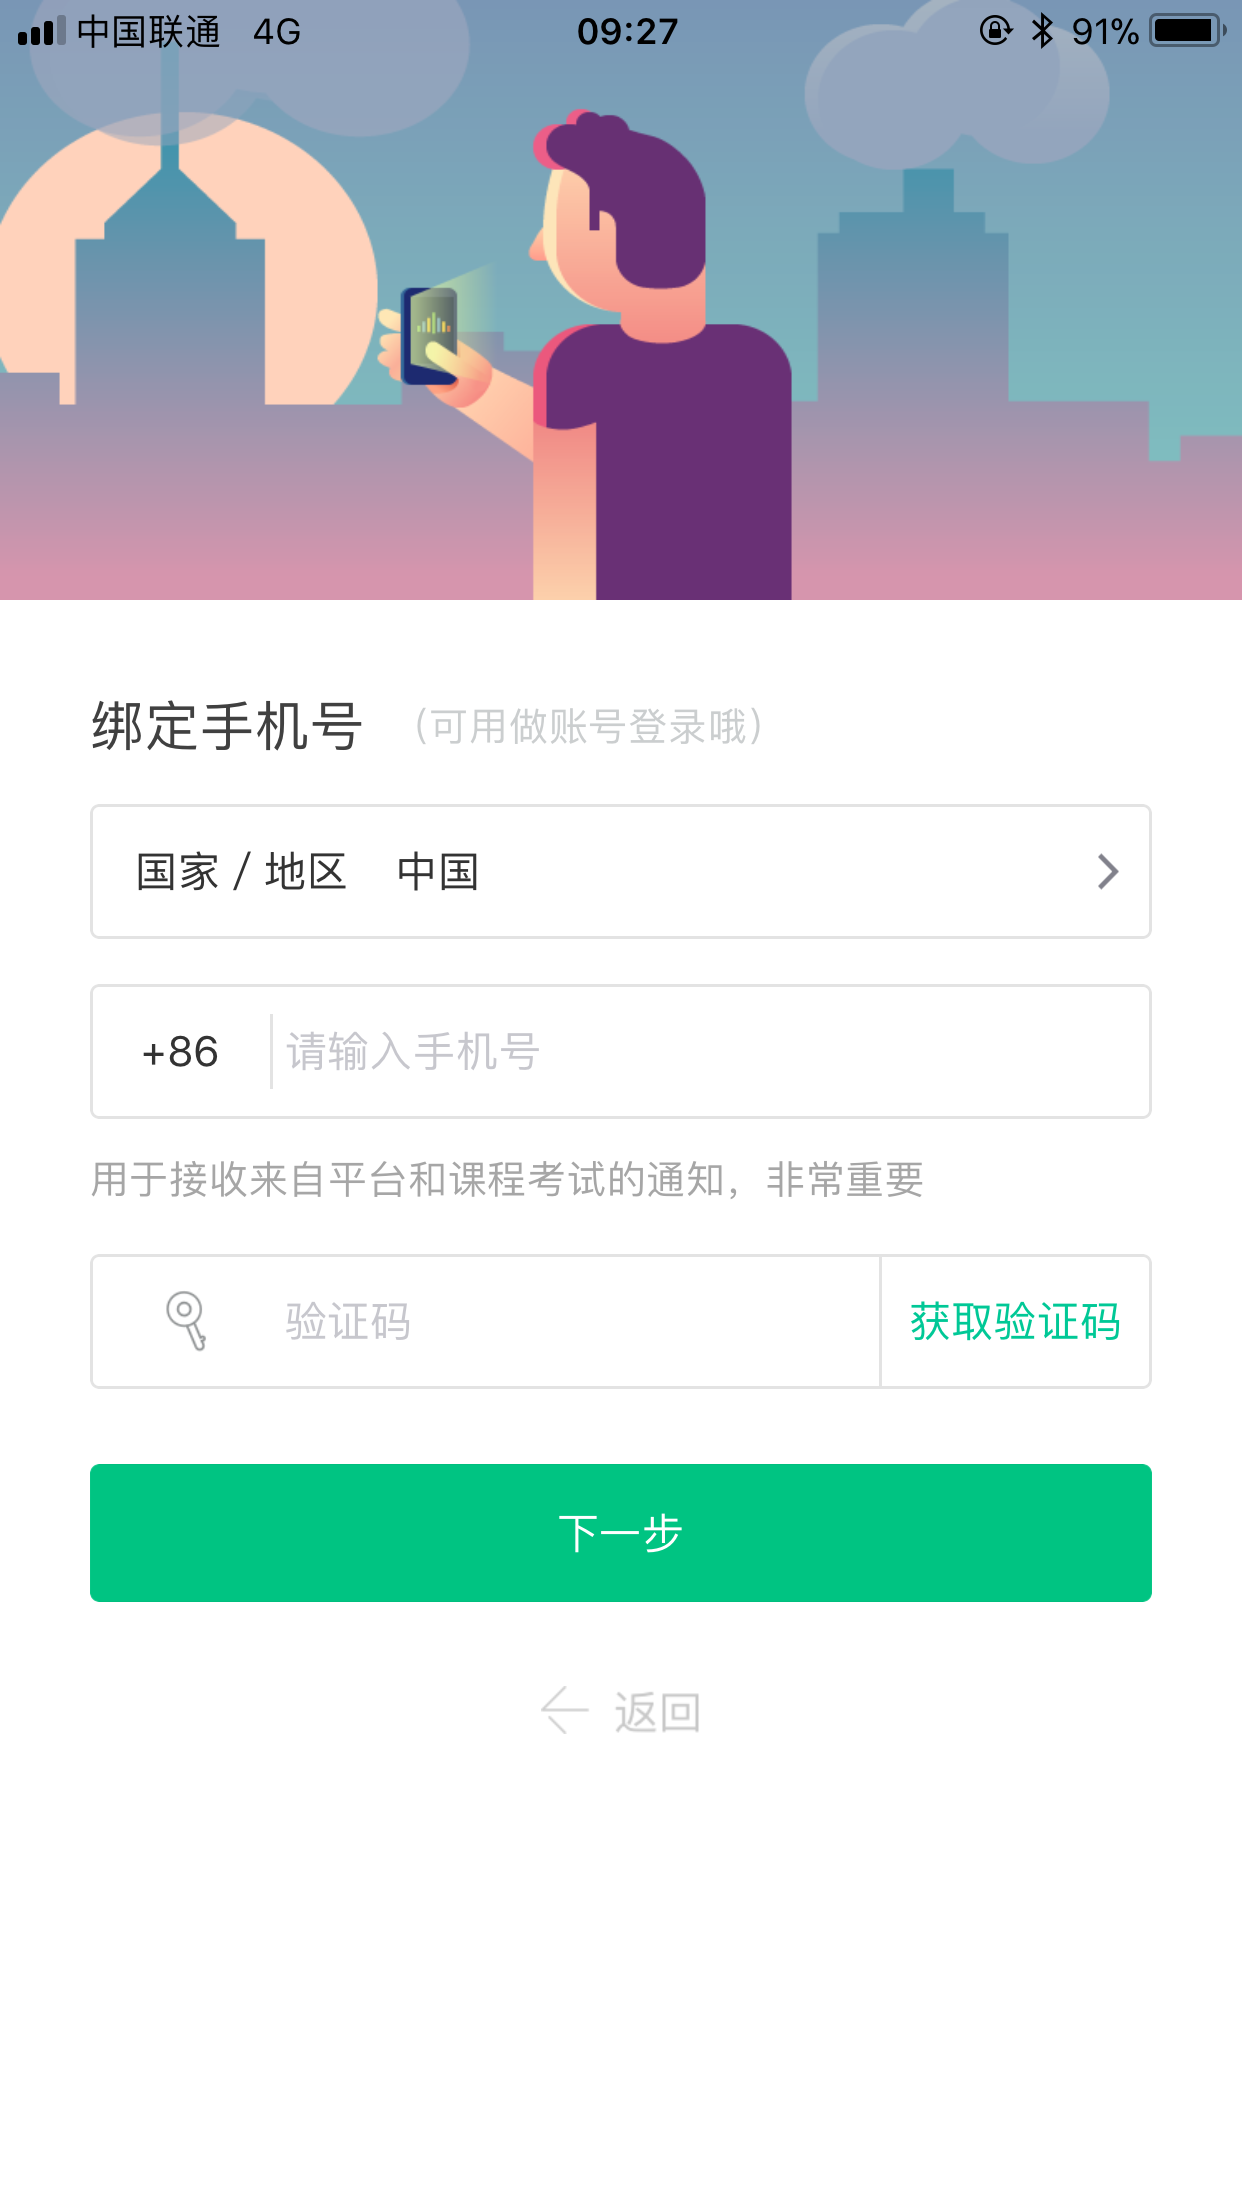 中国联通 4G 09:27 91%
绑定手机号 (可用做账号登录哦)
国家 / 地区 中国
+86 请输入手机号
用于接收来自平台和课程考试的通知，非常重要
验证码 获取验证码
下一步
返回